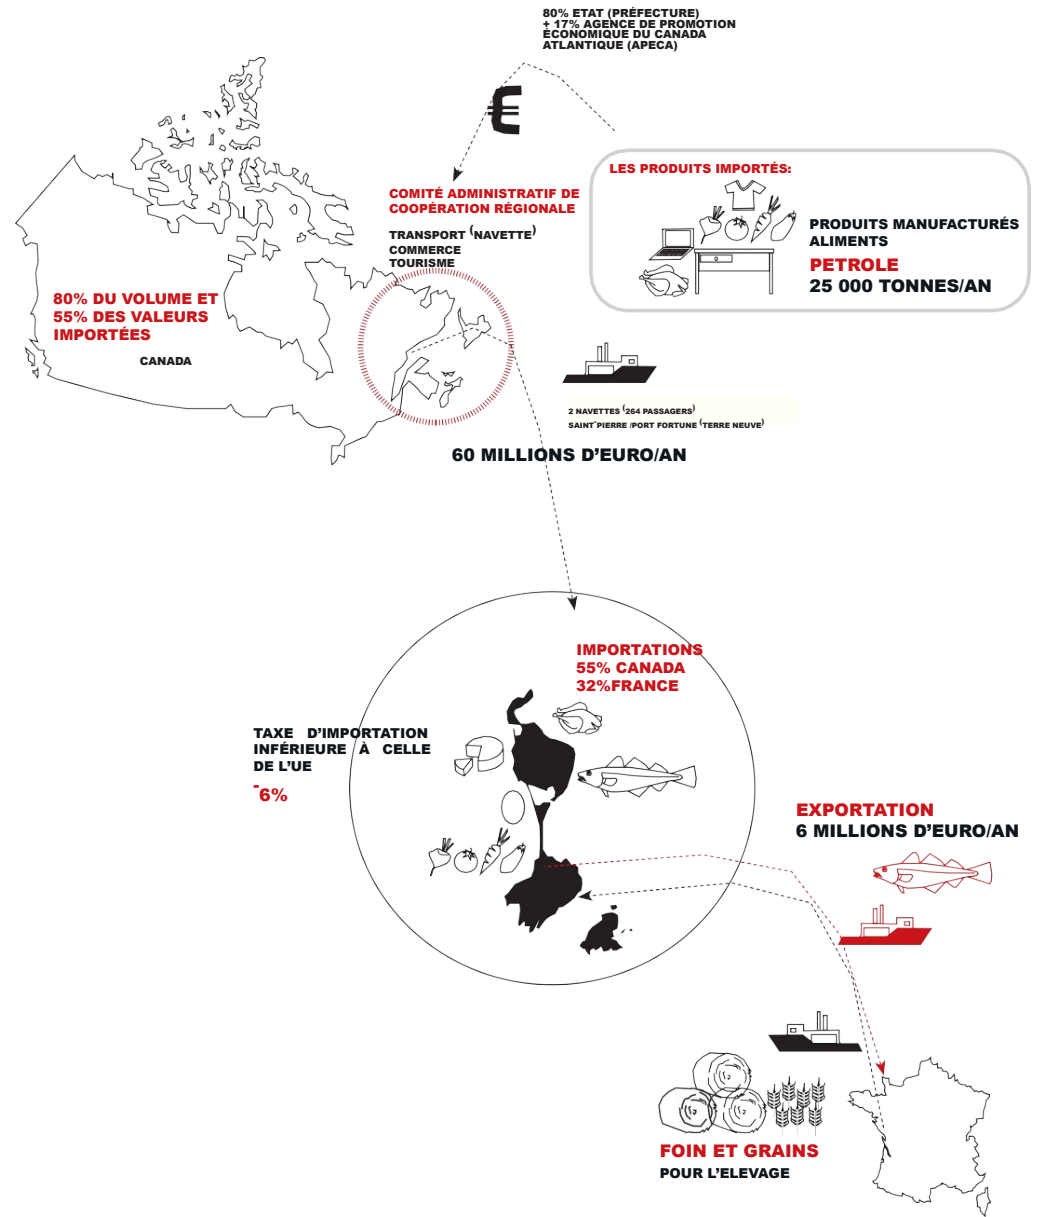 80% ETAT (PRÉFECTURE)
+ 17% AGENCE DE PROMOTION
ÉCONOMIQUE DU CANADA
ATLANTIQUE (APECA)
COMITÉ ADMINISTRATIF DE
COOPÉRATION RÉGIONALE
TRANSPORT (NAVETTE)
COMMERCE
TOURISME
LES PRODUITS IMPORTÉS:
PRODUITS MANUFACTURÉS
ALIMENTS
PETROLE
25 000 TONNES/AN
80% DU VOLUME ET
55% DES VALEURS
IMPORTÉES
CANADA
2 NAVETTES (264 PASSAGERS)
SAINT-PIERRE /PORT FORTUNE (TERRE NEUVE)
60 MILLIONS D'EURO/AN
IMPORTATIONS
55% CANADA
32%FRANCE
TAXE D'IMPORTATION
INFÉRIEURE À CELLE
DE L'UE
-6%
EXPORTATION
6 MILLIONS D'EURO/AN
FOIN ET GRAINS
POUR L'ELEVAGE